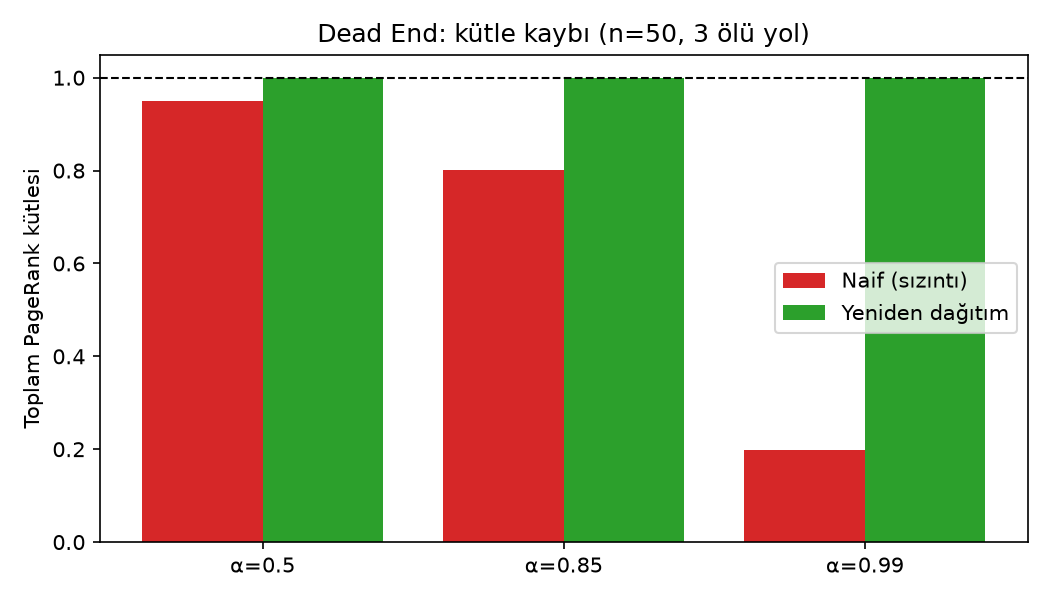 Dead End: kütle kaybı (n=50, 3 ölü yol)
Toplam PageRank kütlesi
1.0
0.8
0.6
0.4
0.2
0.0
Naif (sızıntı)
Yeniden dağıtım
α=0.5
α=0.85
α=0.99